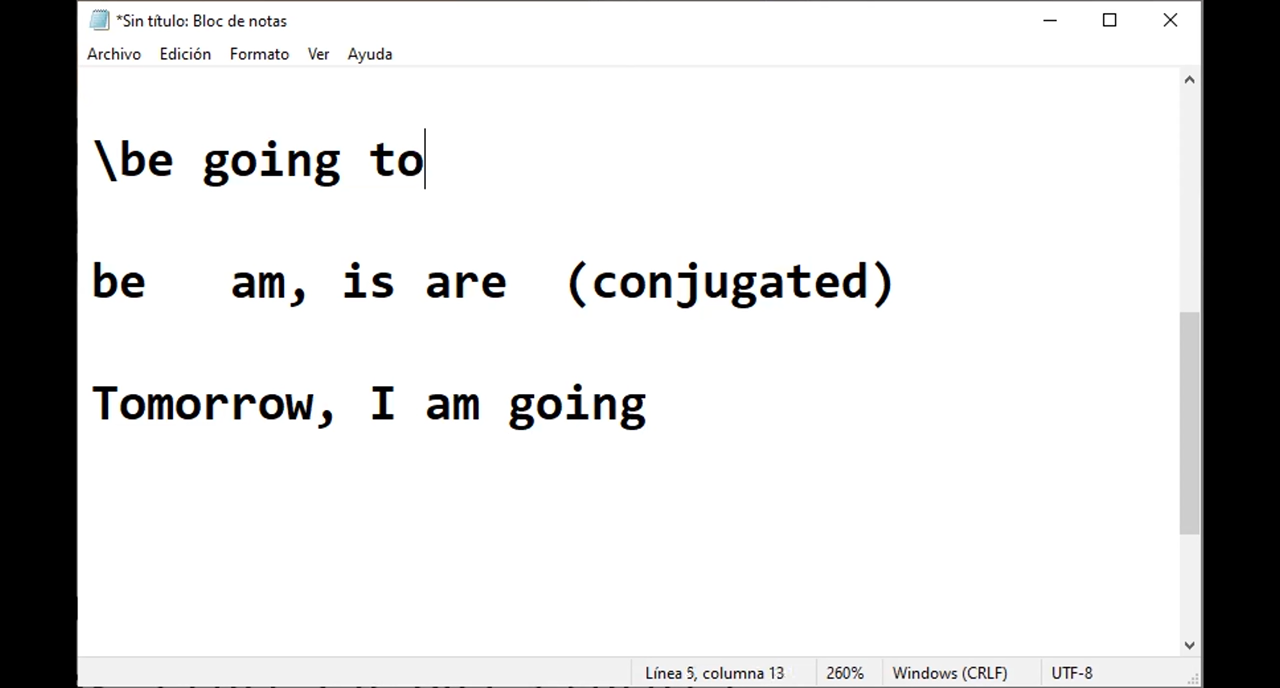 *Sin título: Bloc de notas
Archivo Edición Formato Ver Ayuda
\be going to
be am, is are (conjugated)
Tomorrow, I am going
Línea 5, columna 13 260% Windows (CRLF) UTF-8